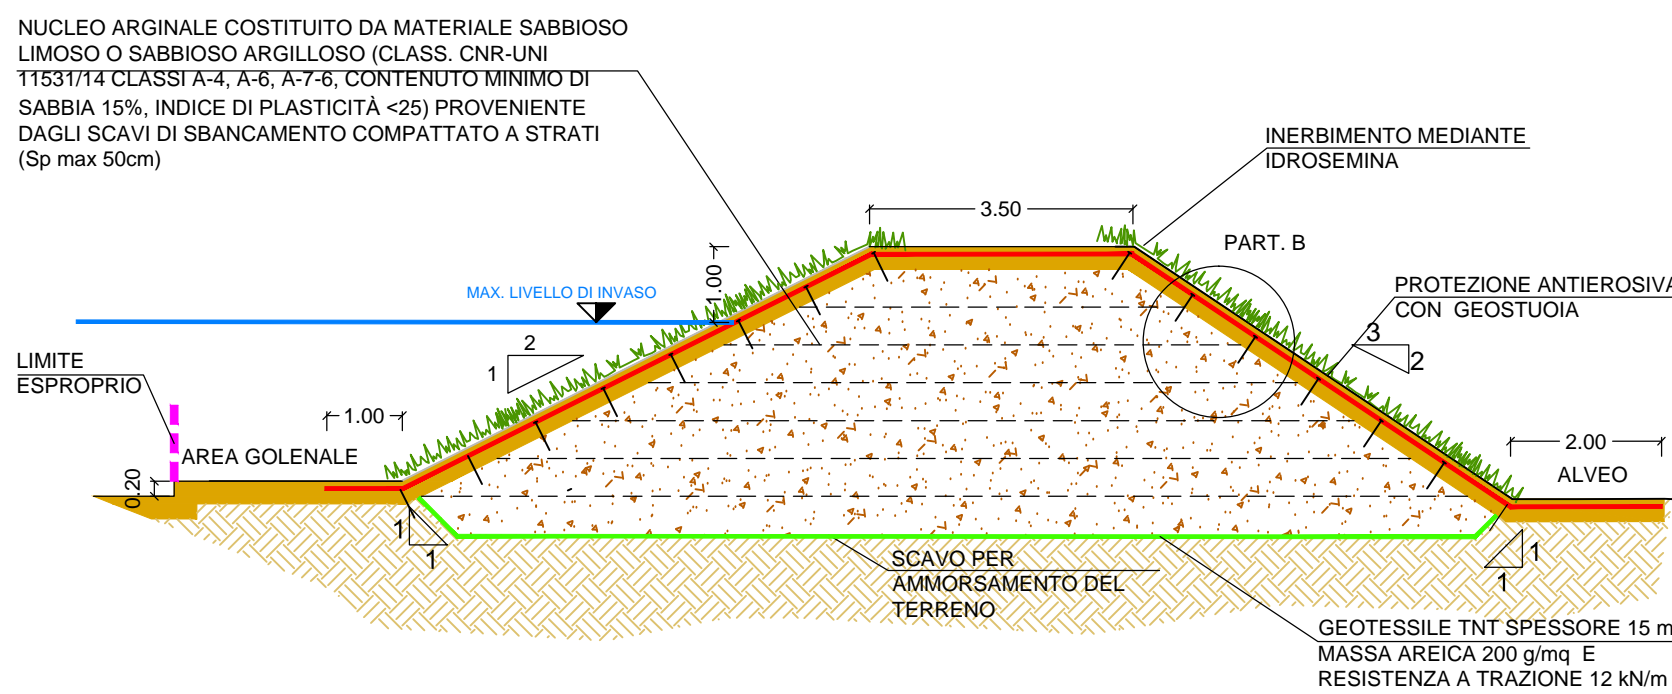 NUCLEO ARGINALE COSTITUITO DA MATERIALE SABBIOSO
LIMOSO O SABBIOSO ARGILLOSO (CLASS. CNR-UNI
11531/14 CLASSI A-4, A-6, A-7-6, CONTENUTO MINIMO DI
SABBIA 15%, INDICE DI PLASTICITÀ <25) PROVENIENTE
DAGLI SCAVI DI SBANCAMENTO COMPATTATO A STRATI
(Sp max 50cm)
INERBIMENTO MEDIANTE
IDROSEMINA
3.50
PART. B
1.00
MAX. LIVELLO DI INVASO
PROTEZIONE ANTIEROSIVA
CON GEOSTUOIA
2
1
3
2
LIMITE
ESPROPRIO
1.00
AREA GOLENALE
0.20
2.00
ALVEO
1
1
1
1
SCAVO PER
AMMORSAMENTO DEL
TERRENO
GEOTESSILE TNT SPESSORE 15 m
MASSA AREICA 200 g/mq E
RESISTENZA A TRAZIONE 12 kN/m